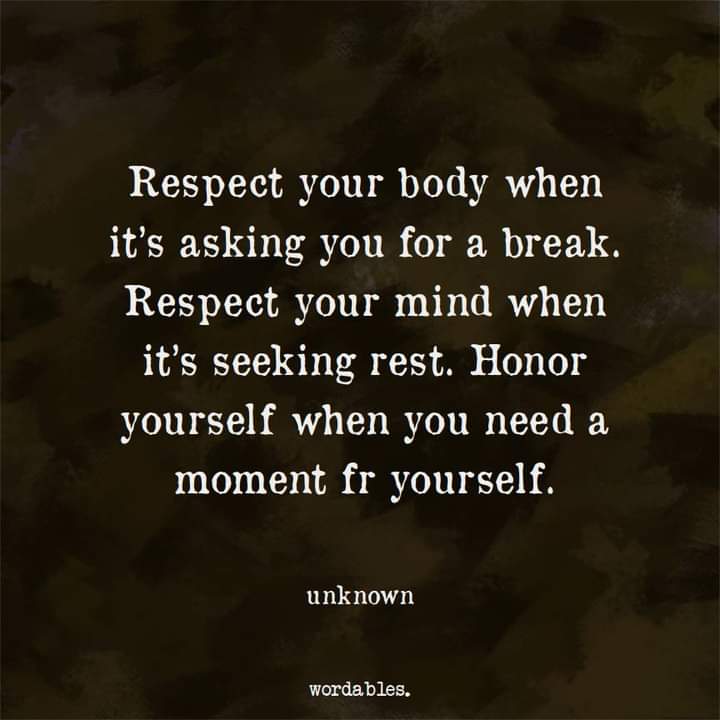 Respect your body when
it's asking you for a break.
Respect your mind when
it's seeking rest. Honor
yourself when you need a
moment fr yourself.
unknown
wordables.